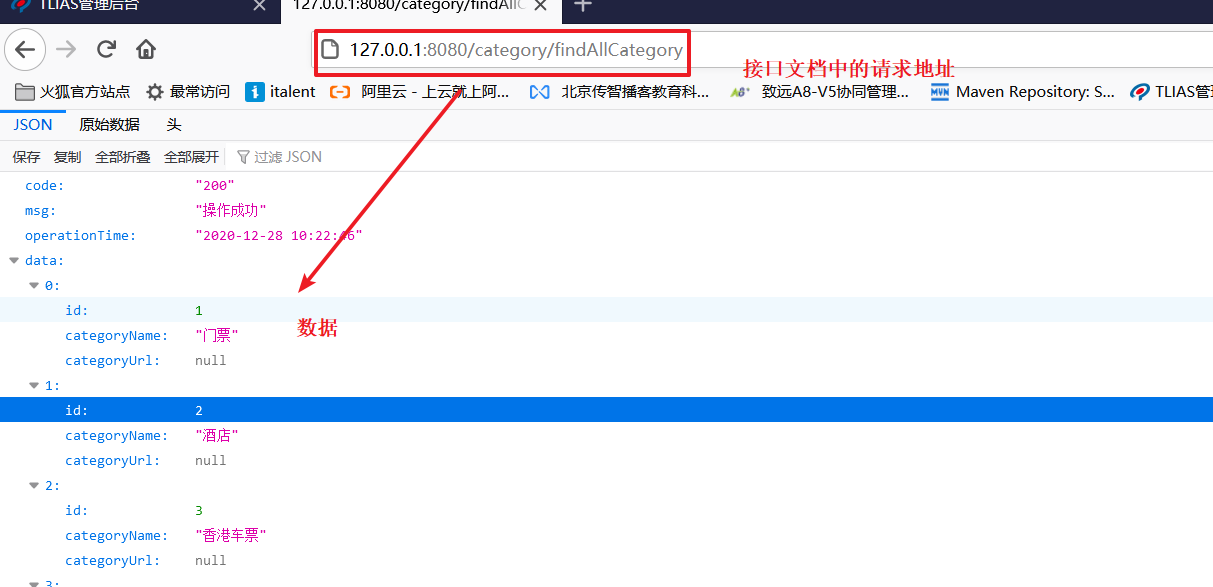 TLIAS管理后台
127.0.0.1:8080/category/findAllC
127.0.0.1:8080/category/findAllCategory
接口文档中的请求地址
火狐官方站点 最常访问 italent 阿里云 - 上云就上阿... 北京传智播客教育科... 致远A8-V5协同管理... Maven Repository: S... TLIAS管
JSON 原始数据 头
保存 复制 全部折叠 全部展开 过滤 JSON
code: "200"
msg: "操作成功"
operationTime: "2020-12-28 10:22:46"
data:
0:
id: 1
数据
categoryName: "门票"
categoryUrl: null
1:
id: 2
categoryName: "酒店"
categoryUrl: null
2:
id: 3
categoryName: "香港车票"
categoryUrl: null
3: